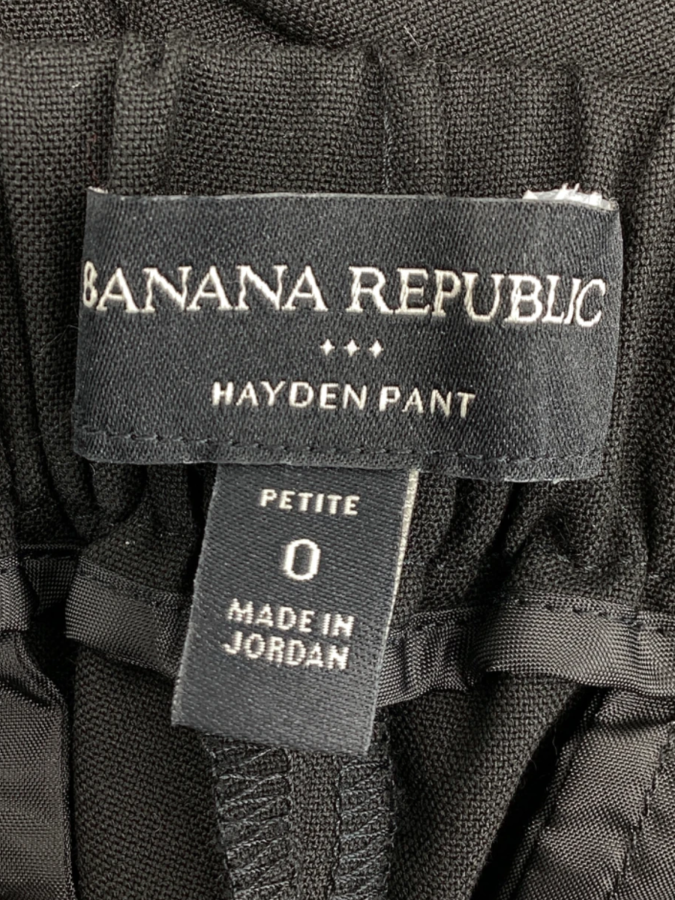 BANANA REPUBLIC
HAYDEN PANT
PETITE
0
MADE IN
JORDAN